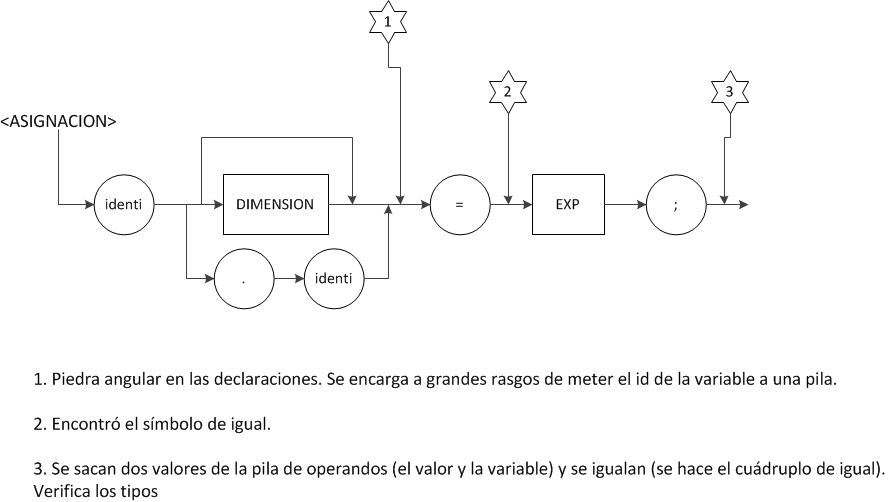 1
2
3
<ASIGNACION>
identi
DIMENSION
=
EXP
;
.
identi
1. Piedra angular en las declaraciones. Se encarga a grandes rasgos de meter el id de la variable a una pila.
2. Encontró el símbolo de igual.
3. Se sacan dos valores de la pila de operandos (el valor y la variable) y se igualan (se hace el cuádruplo de igual).
Verifica los tipos